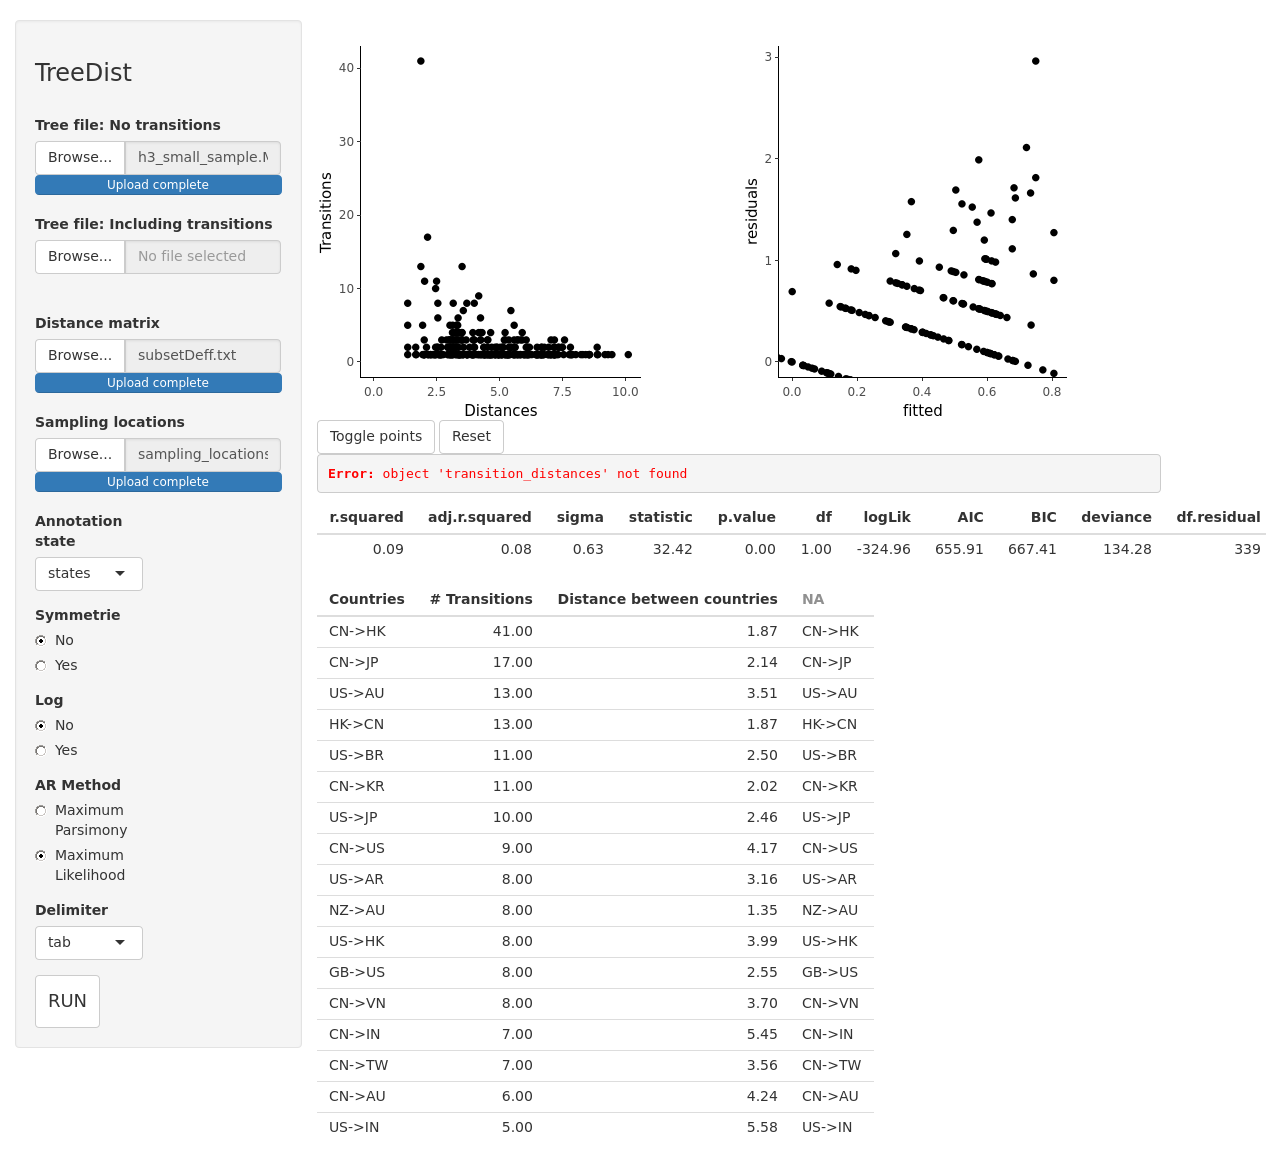 TreeDist
Tree file: No transitions
Browse... h3_small_sample.N
Upload complete
Tree file: Including transitions
Browse... No file selected
Distance matrix
Browse... subsetDeff.txt
Upload complete
Sampling locations
Browse... sampling_locations
Upload complete
Annotation
state
states
Symmetrie
No
Yes
Log
No
Yes
AR Method
Maximum
Parsimony
Maximum
Likelihood
Delimiter
tab
RUN
Transitions
40
30
20
10
0
0.0 2.5 5.0 7.5 10.0
Distances
residuals
3
2
1
0
0.0 0.2 0.4 0.6 0.8
fitted
Toggle points Reset
Error: object 'transition_distances' not found
r.squared adj.r.squared sigma statistic p.value df logLik AIC BIC deviance df.residual
0.09 0.08 0.63 32.42 0.00 1.00 -324.96 655.91 667.41 134.28 339
Countries # Transitions Distance between countries NA
CN->HK 41.00 1.87 CN->HK
CN->JP 17.00 2.14 CN->JP
US->AU 13.00 3.51 US->AU
HK->CN 13.00 1.87 HK->CN
US->BR 11.00 2.50 US->BR
CN->KR 11.00 2.02 CN->KR
US->JP 10.00 2.46 US->JP
CN->US 9.00 4.17 CN->US
US->AR 8.00 3.16 US->AR
NZ->AU 8.00 1.35 NZ->AU
US->HK 8.00 3.99 US->HK
GB->US 8.00 2.55 GB->US
CN->VN 8.00 3.70 CN->VN
CN->IN 7.00 5.45 CN->IN
CN->TW 7.00 3.56 CN->TW
CN->AU 6.00 4.24 CN->AU
US->IN 5.00 5.58 US->IN